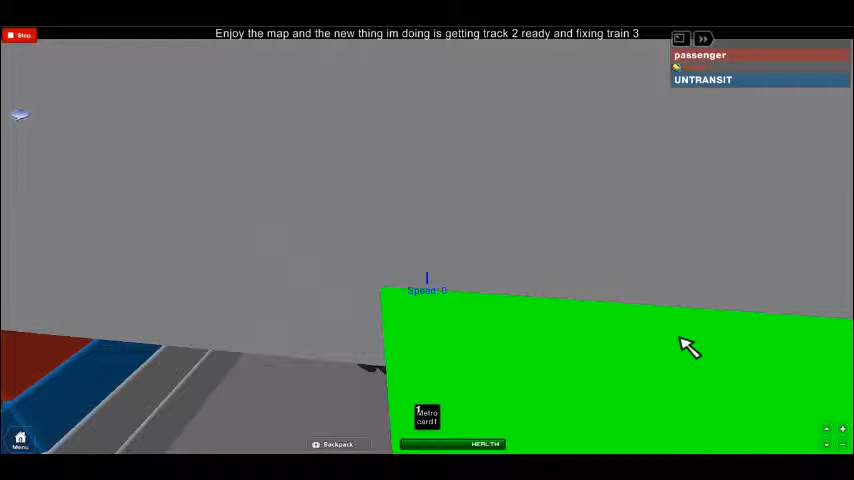 Enjoy the map and the new thing im doing is getting track 2 ready and fixing train 3
Stop
passenger
UNTRANSIT
Speed: 0
1
Metro
card1
Menu
Backpack
HEALTH